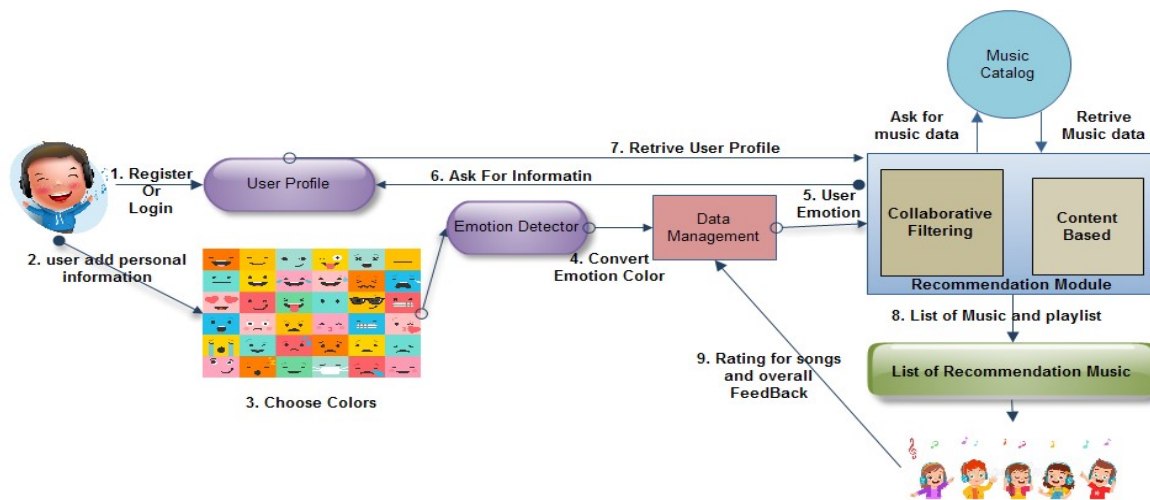 Music
Catalog
Ask for
music data
Retrive
Music data
1. Register
Or
Login
User Profile
7. Retrive User Profile
6. Ask For Informatin
2. user add personal
information
Emotion Detector
4. Convert
Emotion Color
Data
Management
5. User
Emotion
Collaborative
Filtering
Content
Based
Recommendation Module
3. Choose Colors
8. List of Music and playlist
List of Recommendation Music
9. Rating for songs
and overall
FeedBack